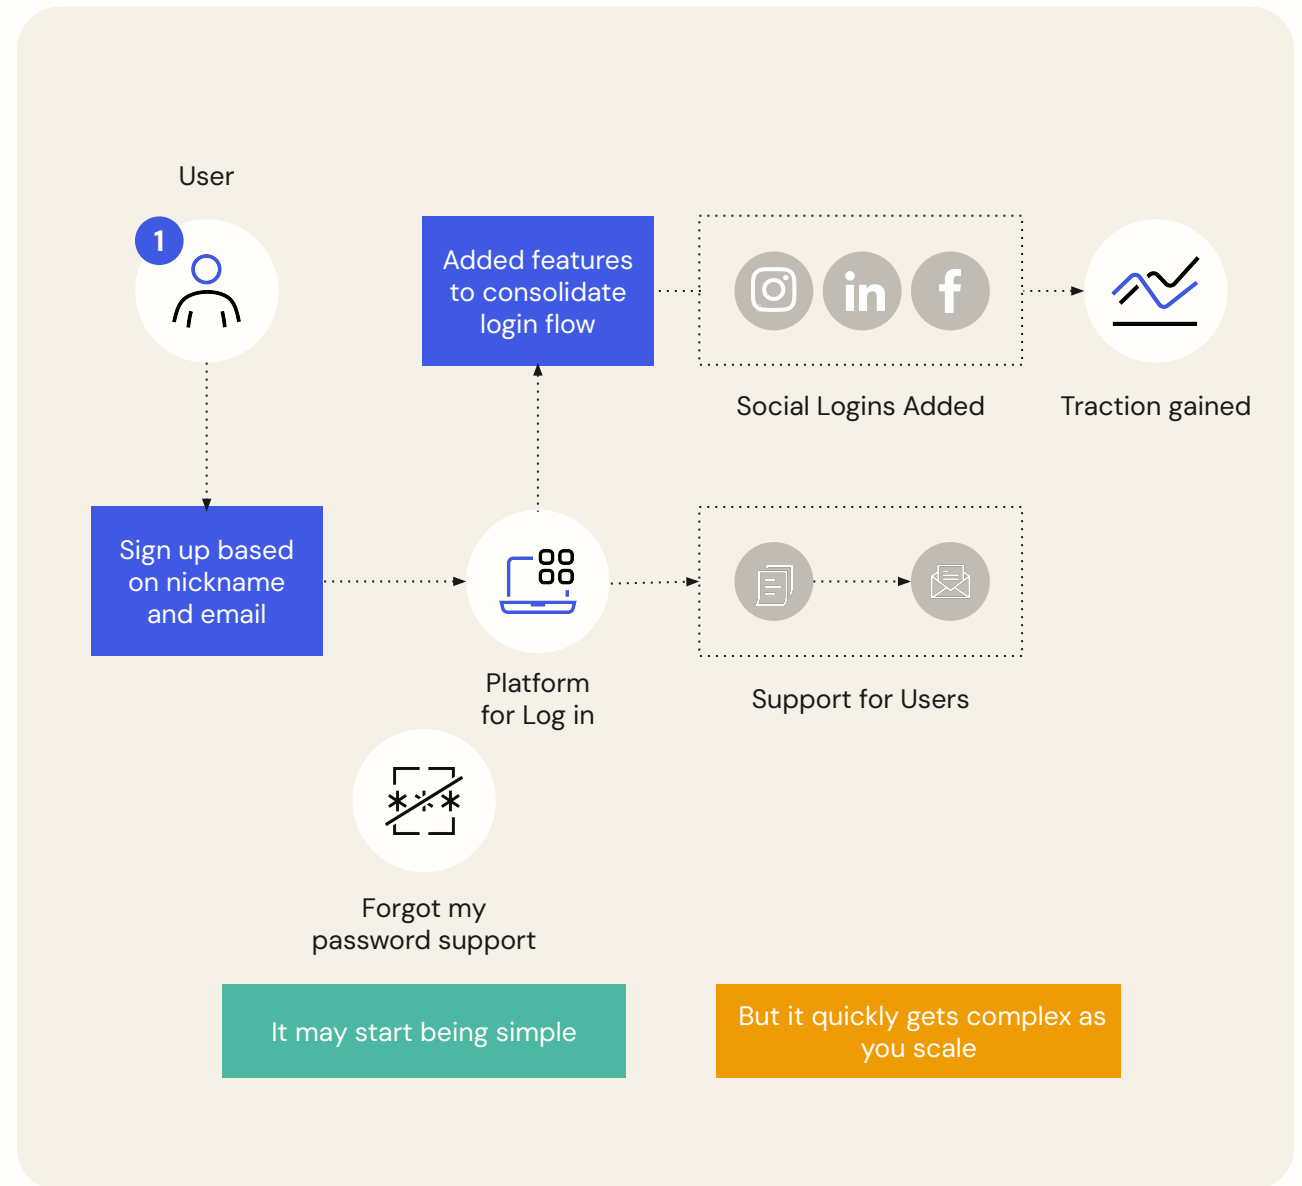 User
1
Added features
to consolidate
login flow
in
f
Social Logins Added
Traction gained
Sign up based
on nickname
and email
Platform
for Log in
Support for Users
***
Forgot my
password support
It may start being simple
But it quickly gets complex as
you scale